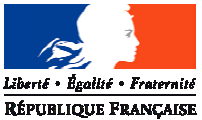 Liberté • Égalité • Fraternité
RÉPUBLIQUE FRANÇAISE